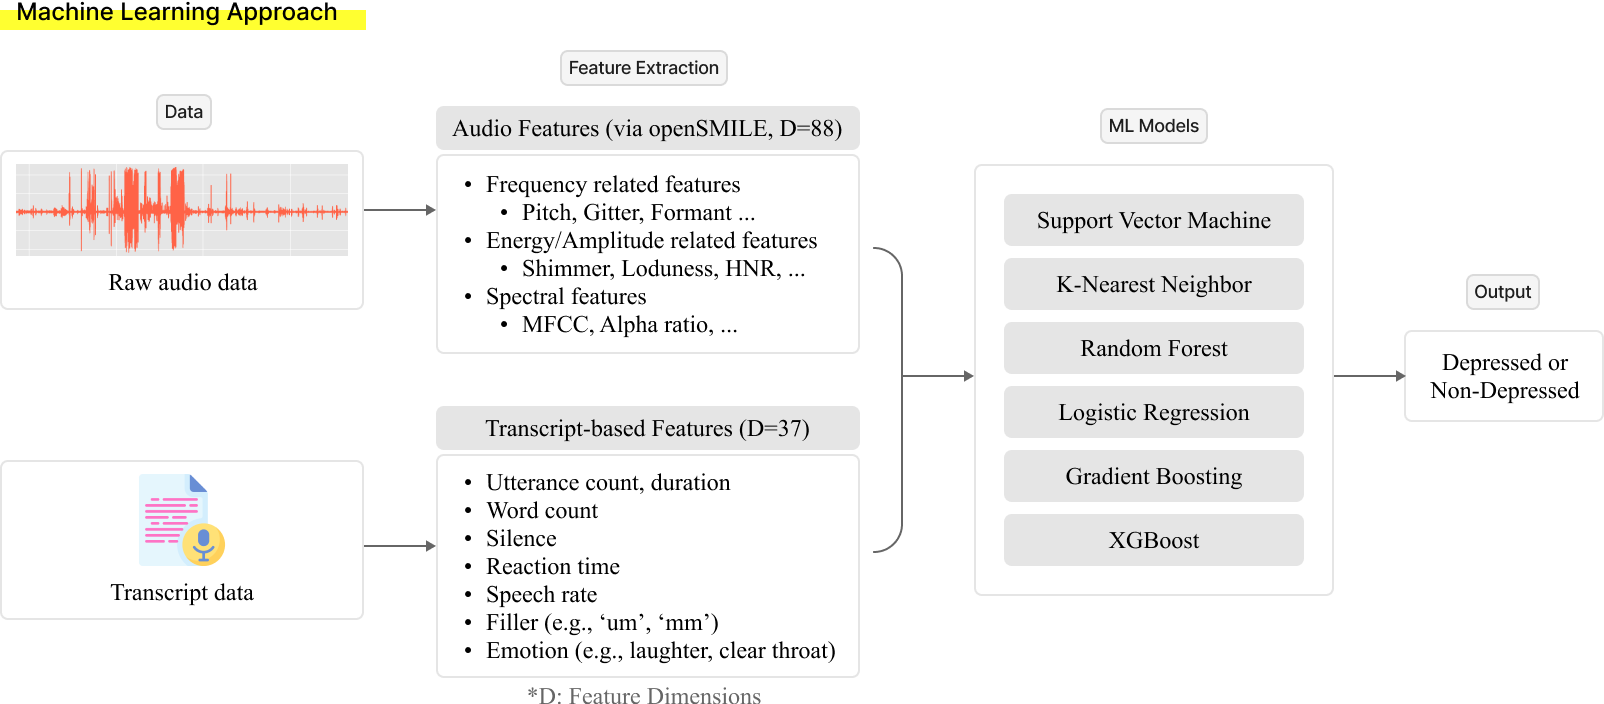 Machine Learning Approach
Data
Raw audio data
Transcript data
Feature Extraction
Audio Features (via openSMILE, D=88)
• Frequency related features
• Pitch, Gitter, Formant ...
• Energy/Amplitude related features
• Shimmer, Loduness, HNR, ...
• Spectral features
• MFCC, Alpha ratio, ...
Transcript-based Features (D=37)
• Utterance count, duration
• Word count
• Silence
• Reaction time
• Speech rate
• Filler (e.g., ‘um’, ‘mm’)
• Emotion (e.g., laughter, clear throat)
*D: Feature Dimensions
ML Models
Support Vector Machine
K-Nearest Neighbor
Random Forest
Logistic Regression
Gradient Boosting
XGBoost
Output
Depressed or
Non-Depressed